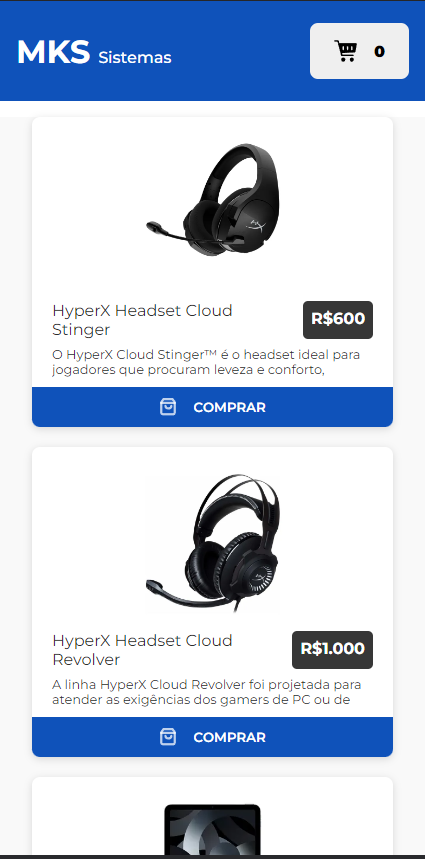 MKS Sistemas
0
HyperX Headset Cloud
Stinger
R$600
O HyperX Cloud Stinger™ é o headset ideal para
jogadores que procuram leveza e conforto,
COMPRAR
HyperX Headset Cloud
Revolver
R$1.000
A linha HyperX Cloud Revolver foi projetada para
atender as exigências dos gamers de PC ou de
COMPRAR